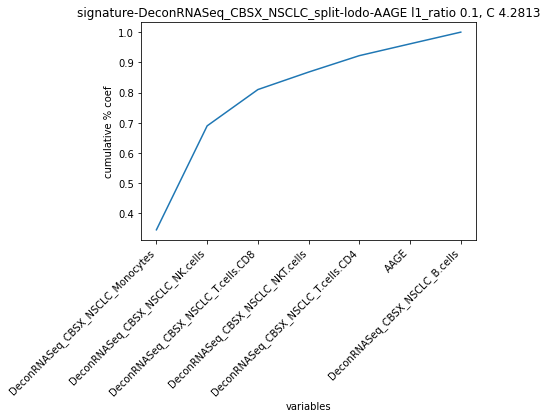 signature-DeconRNASeq_CBSX_NSCLC_split-lodo-AAGE l1_ratio 0.1, C 4.2813
cumulative % coef
1.0
0.9
0.8
0.7
0.6
0.5
0.4
DeconRNASeq_CBSX_NSCLC_Monocytes
DeconRNASeq_CBSX_NSCLC_NK.cells
DeconRNASeq_CBSX_NSCLC_T.cells.CD8
DeconRNASeq_CBSX_NSCLC_NKT.cells
DeconRNASeq_CBSX_NSCLC_T.cells.CD4
AAGE
DeconRNASeq_CBSX_NSCLC_B.cells
variables